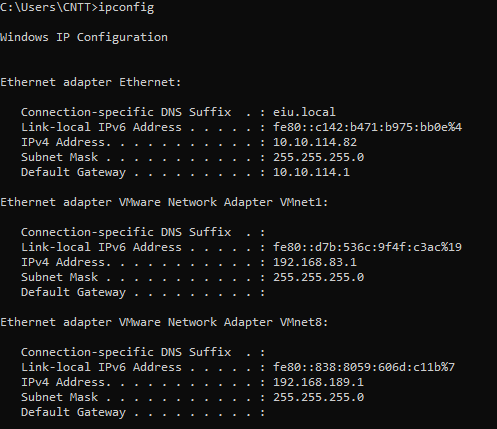 C:\Users\CNTT>ipconfig
Windows IP Configuration
Ethernet adapter Ethernet:
Connection-specific DNS Suffix  . : eiu.local
Link-local IPv6 Address . . . . . : fe80::c142:b471:b975:bb0e%4
IPv4 Address. . . . . . . . . . . : 10.10.114.82
Subnet Mask . . . . . . . . . . . : 255.255.255.0
Default Gateway . . . . . . . . . : 10.10.114.1
Ethernet adapter VMware Network Adapter VMnet1:
Connection-specific DNS Suffix  . :
Link-local IPv6 Address . . . . . : fe80::d7b:536c:9f4f:c3ac%19
IPv4 Address. . . . . . . . . . . : 192.168.83.1
Subnet Mask . . . . . . . . . . . : 255.255.255.0
Default Gateway . . . . . . . . . :
Ethernet adapter VMware Network Adapter VMnet8:
Connection-specific DNS Suffix  . :
Link-local IPv6 Address . . . . . : fe80::838:8059:606d:c11b%7
IPv4 Address. . . . . . . . . . . : 192.168.189.1
Subnet Mask . . . . . . . . . . . : 255.255.255.0
Default Gateway . . . . . . . . . :